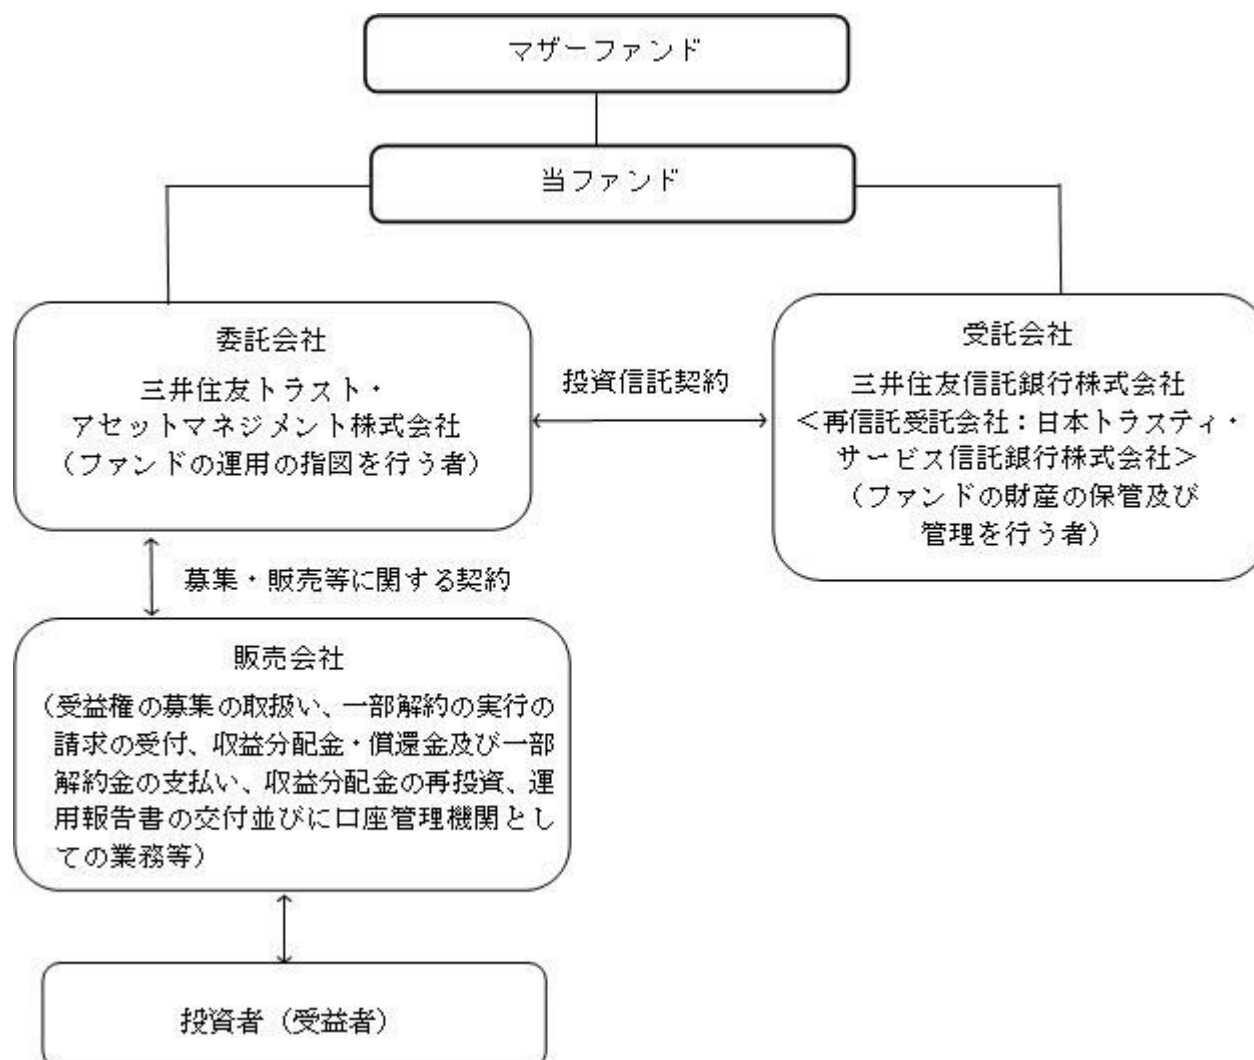 マザーファンド
当ファンド
委託会社
三井住友トラスト・
アセットマネジメント株式会社
（ファンドの運用の指図を行う者）
投資信託契約
受託会社
三井住友信託銀行株式会社
＜再信託受託会社：日本トラスティ・
サービス信託銀行株式会社＞
（ファンドの財産の保管及び
管理を行う者）
募集・販売等に関する契約
販売会社
（受益権の募集の取扱い、一部解約の実行の
請求の受付、収益分配金・償還金及び一部
解約金の支払い、収益分配金の再投資、運
用報告書の交付並びに口座管理機関とし
ての業務等）
投資者（受益者）